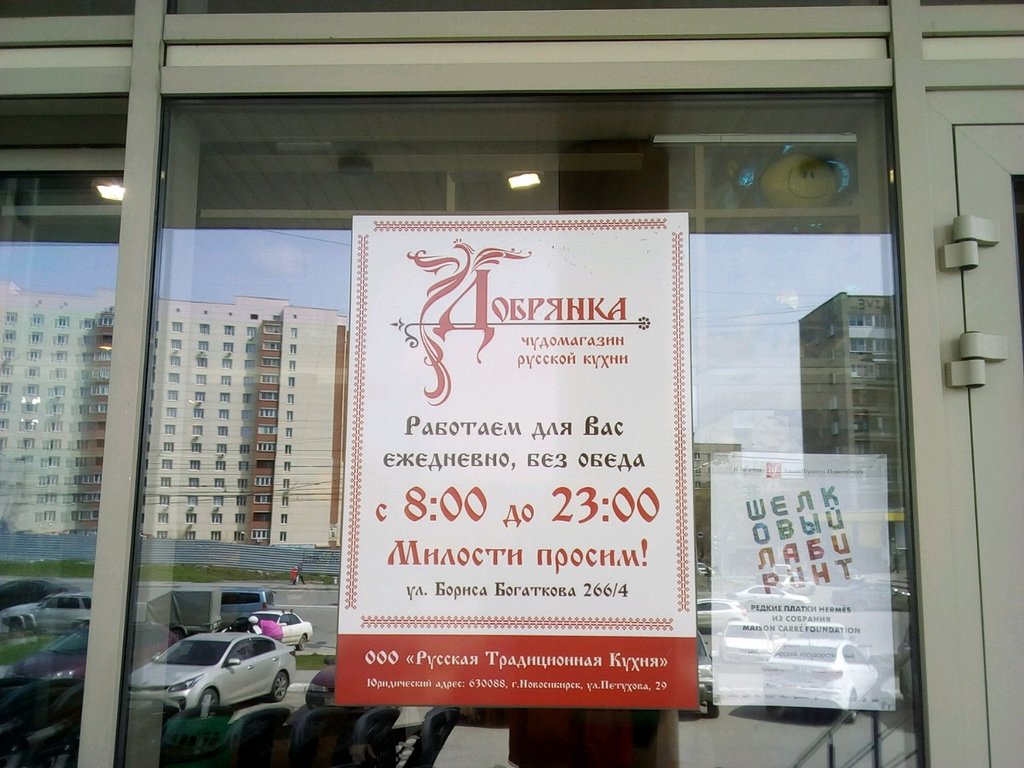 Добрянка
чудомагазин
русской кухни
Работаем для Вас
ежедневно, без обеда
с 8:00 до 23:00
Милости просим!
ул. Бориса Богаткова 266/4
ООО «Русская Традиционная Кухня»
Юридический адрес: 630088, г.Новосибирск, ул.Петухова, 29
ШЕЛК
ОВЫЙ
ЛАБИ
РИНТ
РЕДКИЕ ПЛАТКИ HERMÈS
ИЗ СОБРАНИЯ
MAISON CARRÉ FOUNDATION